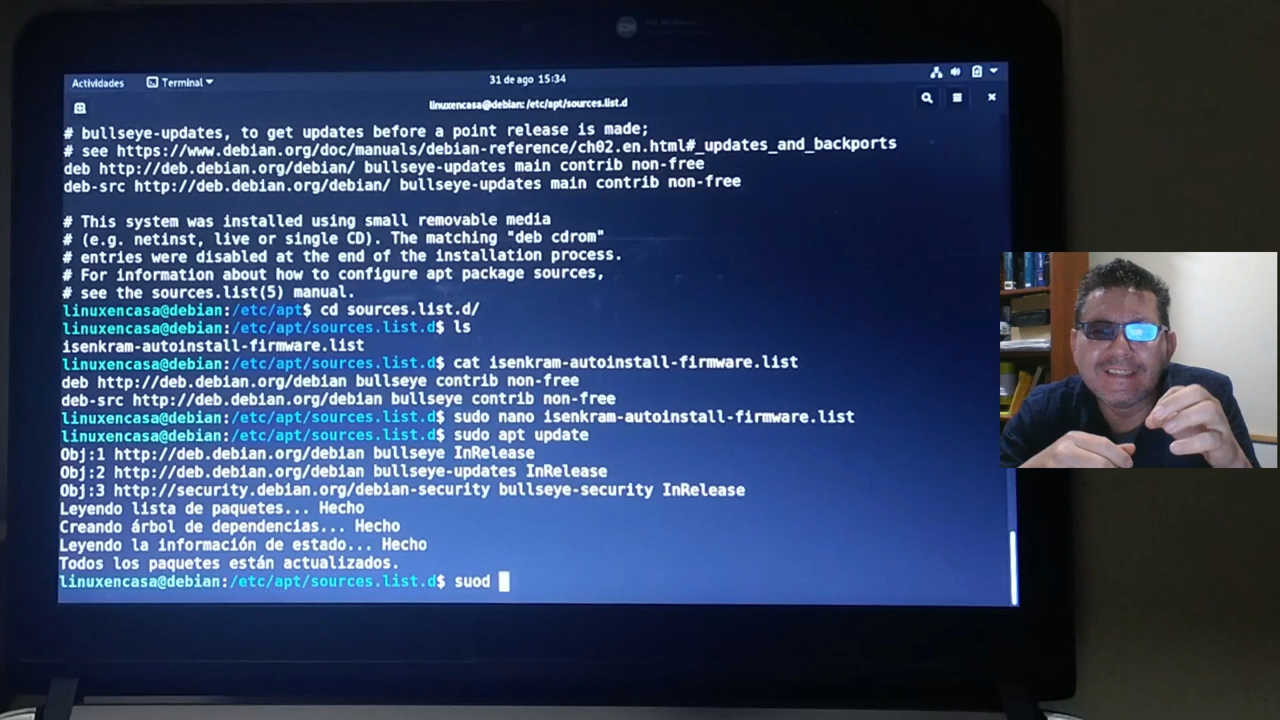 Actividades Terminal 31 de ago 15:34
linuxencasa@debian: /etc/apt/sources.list.d
# bullseye-updates, to get updates before a point release is made;
# see https://www.debian.org/doc/manuals/debian-reference/ch02.en.html#_updates_and_backports
deb http://deb.debian.org/debian/ bullseye-updates main contrib non-free
deb-src http://deb.debian.org/debian/ bullseye-updates main contrib non-free
# This system was installed using small removable media
# (e.g. netinst, live or single CD). The matching "deb cdrom"
# entries were disabled at the end of the installation process.
# For information about how to configure apt package sources,
# see the sources.list(5) manual.
linuxencasa@debian:/etc/apt$ cd sources.list.d/
linuxencasa@debian:/etc/apt/sources.list.d$ ls
isenkram-autoinstall-firmware.list
linuxencasa@debian:/etc/apt/sources.list.d$ cat isenkram-autoinstall-firmware.list
deb http://deb.debian.org/debian bullseye contrib non-free
deb-src http://deb.debian.org/debian bullseye contrib non-free
linuxencasa@debian:/etc/apt/sources.list.d$ sudo nano isenkram-autoinstall-firmware.list
linuxencasa@debian:/etc/apt/sources.list.d$ sudo apt update
Obj:1 http://deb.debian.org/debian bullseye InRelease
Obj:2 http://deb.debian.org/debian bullseye-updates InRelease
Obj:3 http://security.debian.org/debian-security bullseye-security InRelease
Leyendo lista de paquetes... Hecho
Creando árbol de dependencias... Hecho
Leyendo la información de estado... Hecho
Todos los paquetes están actualizados.
linuxencasa@debian:/etc/apt/sources.list.d$ suod